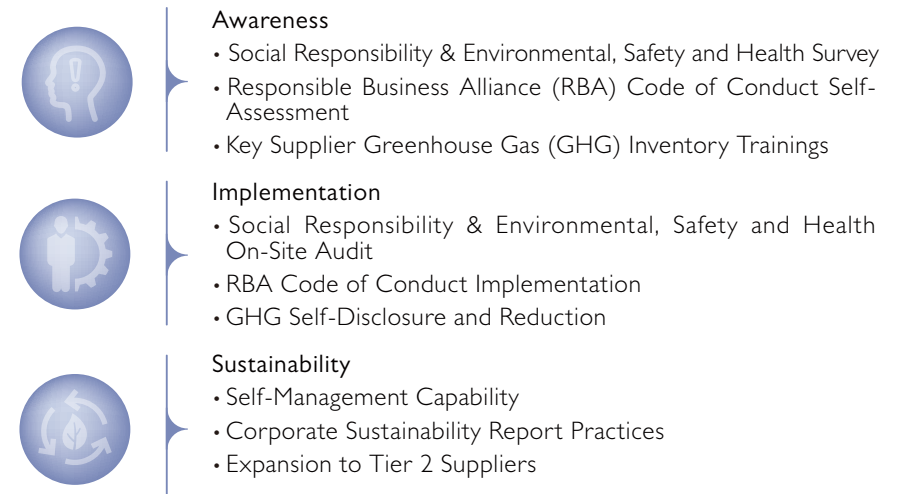 Awareness
• Social Responsibility & Environmental, Safety and Health Survey
• Responsible Business Alliance (RBA) Code of Conduct Self-
Assessment
• Key Supplier Greenhouse Gas (GHG) Inventory Trainings
Implementation
• Social Responsibility & Environmental, Safety and Health
On-Site Audit
• RBA Code of Conduct Implementation
• GHG Self-Disclosure and Reduction
Sustainability
• Self-Management Capability
• Corporate Sustainability Report Practices
• Expansion to Tier 2 Suppliers